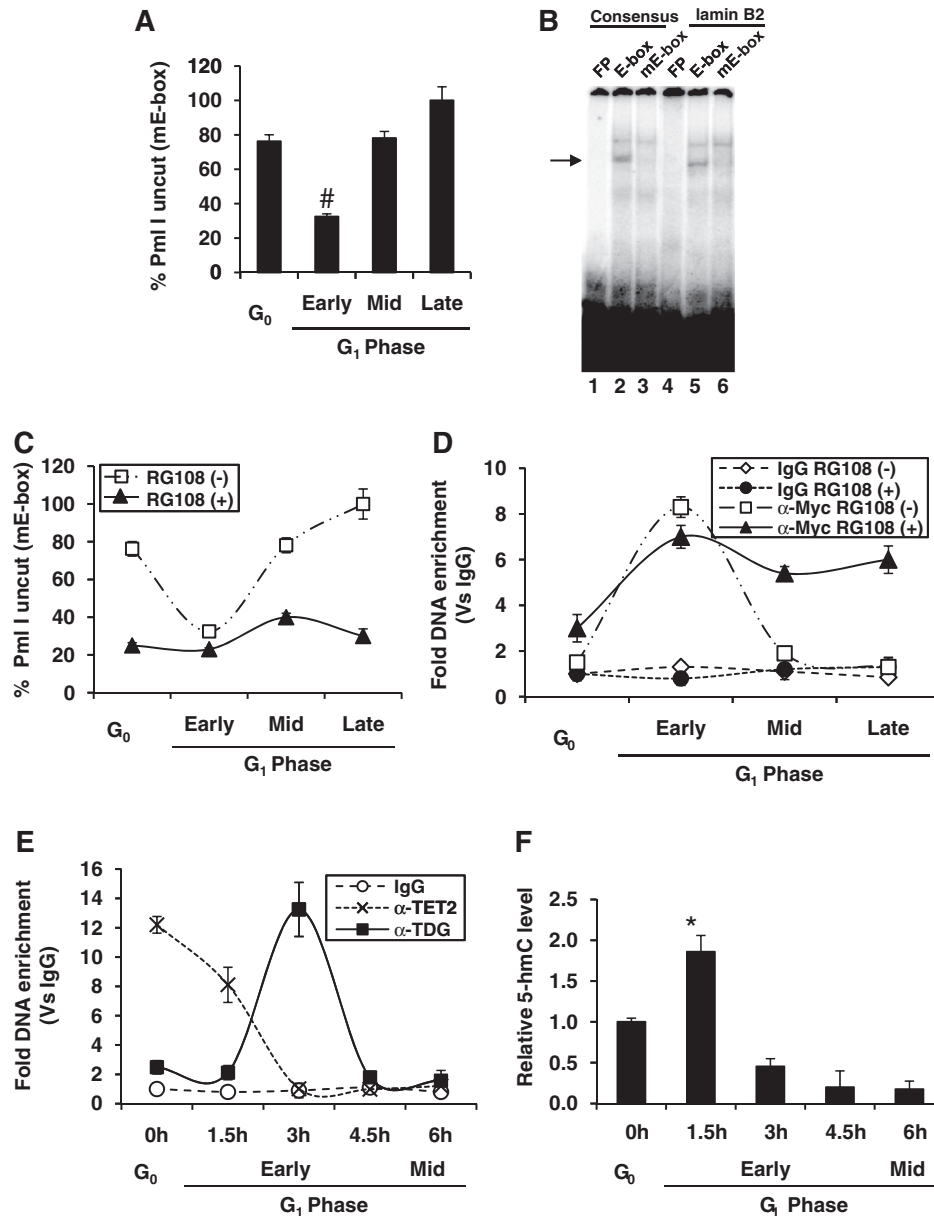 A
% Pml I uncut (mE-box)
120
100
80
60
40
20
0
#
G0
Early
Mid
Late
G1 Phase
B
Consensus
lamin B2
FP
E-box
mE-box
FP
E-box
mE-box
1 2 3 4 5 6
C
% Pml I uncut (mE-box)
120
100
80
60
40
20
0
RG108 (-)
RG108 (+)
G0
Early
Mid
Late
G1 Phase
D
Fold DNA enrichment
(Vs IgG)
10
8
6
4
2
0
IgG RG108 (-)
IgG RG108 (+)
α-Myc RG108 (-)
α-Myc RG108 (+)
G0
Early
Mid
Late
G1 Phase
E
Fold DNA enrichment
(Vs IgG)
16
14
12
10
8
6
4
2
0
IgG
α-TET2
α-TDG
0h 1.5h 3h 4.5h 6h
G0
Early
Mid
G1 Phase
F
Relative 5-hmC level
2.5
2.0
1.5
1.0
0.5
0.0
*
0h 1.5h 3h 4.5h 6h
G0
Early
Mid
G1 Phase